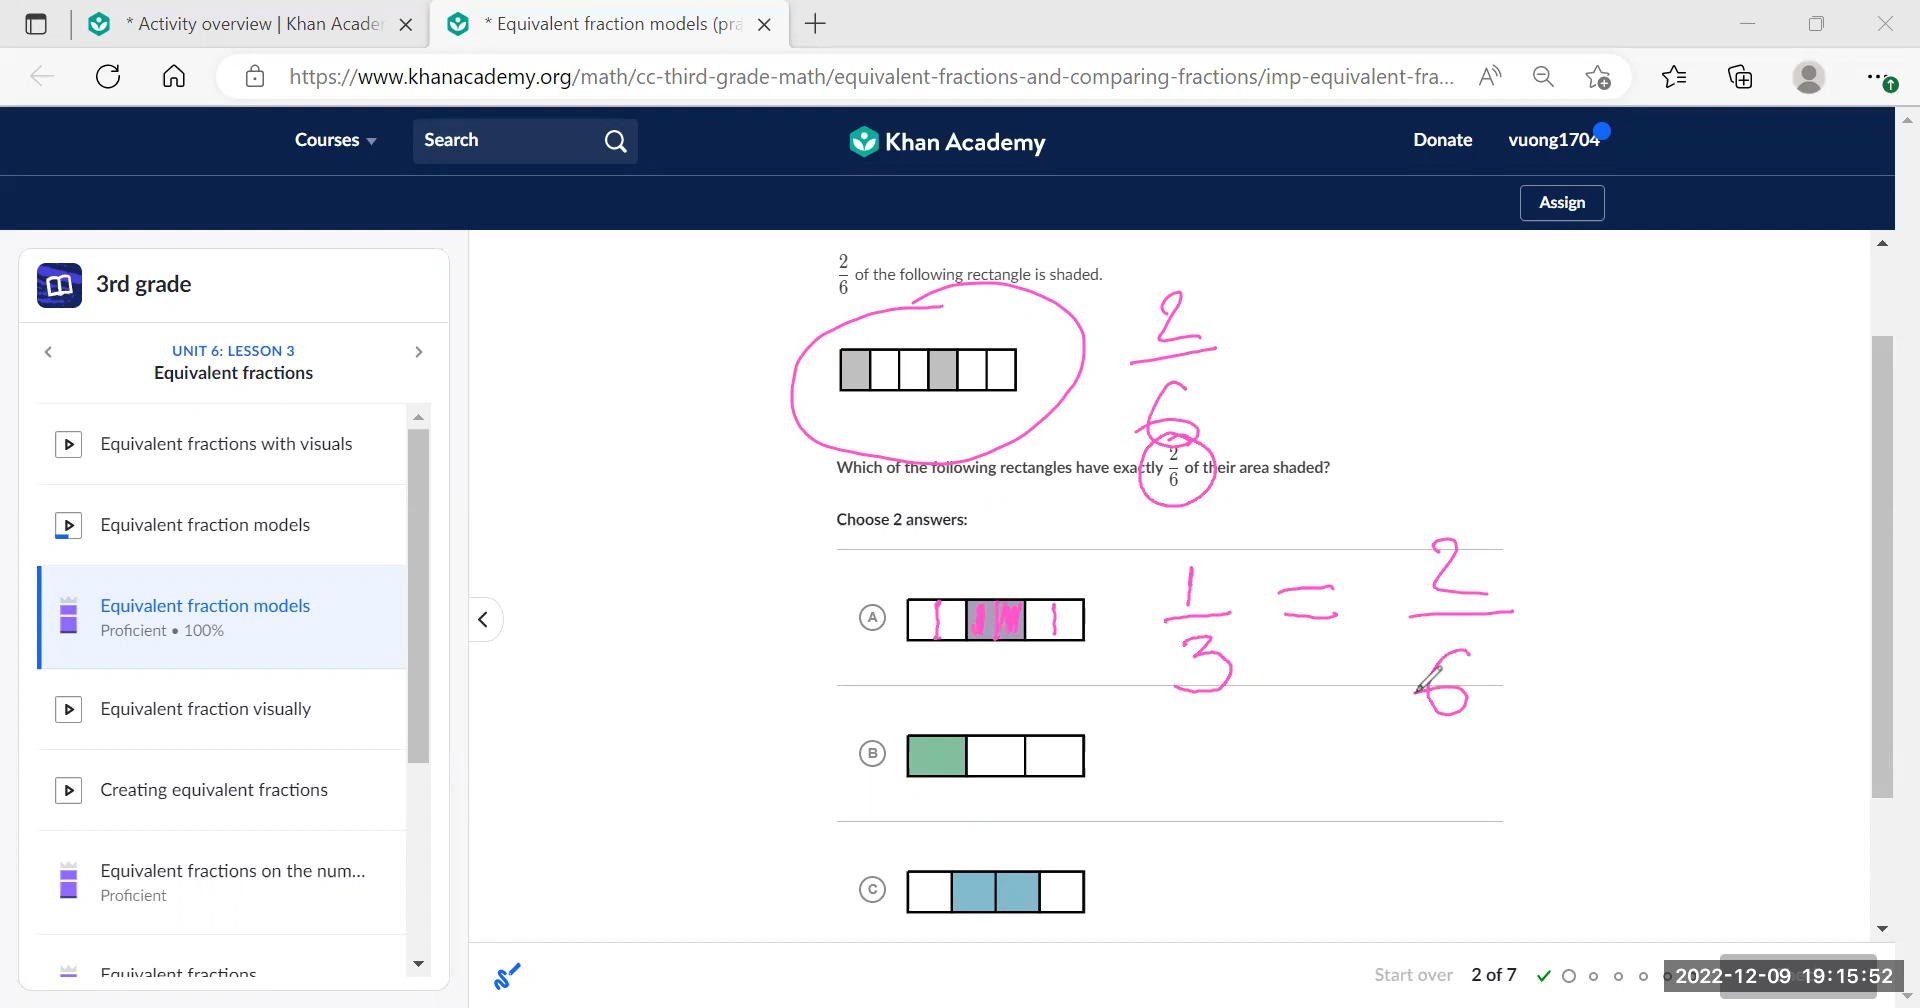 * Activity overview | Khan Acade
* Equivalent fraction models (pra
https://www.khanacademy.org/math/cc-third-grade-math/equivalent-fractions-and-comparing-fractions/imp-equivalent-fra...
Courses
Search
Khan Academy
Donate
vuong1704
Assign
3rd grade
UNIT 6: LESSON 3
Equivalent fractions
Equivalent fractions with visuals
Equivalent fraction models
Equivalent fraction models
Proficient • 100%
Equivalent fraction visually
Creating equivalent fractions
Equivalent fractions on the num...
Proficient
Equivalent fractions
2/6 of the following rectangle is shaded.
2/6
Which of the following rectangles have exactly 2/6 of their area shaded?
Choose 2 answers:
A
1/3 = 2/6
B
C
Start over
2 of 7
2022-12-09 19:15:52